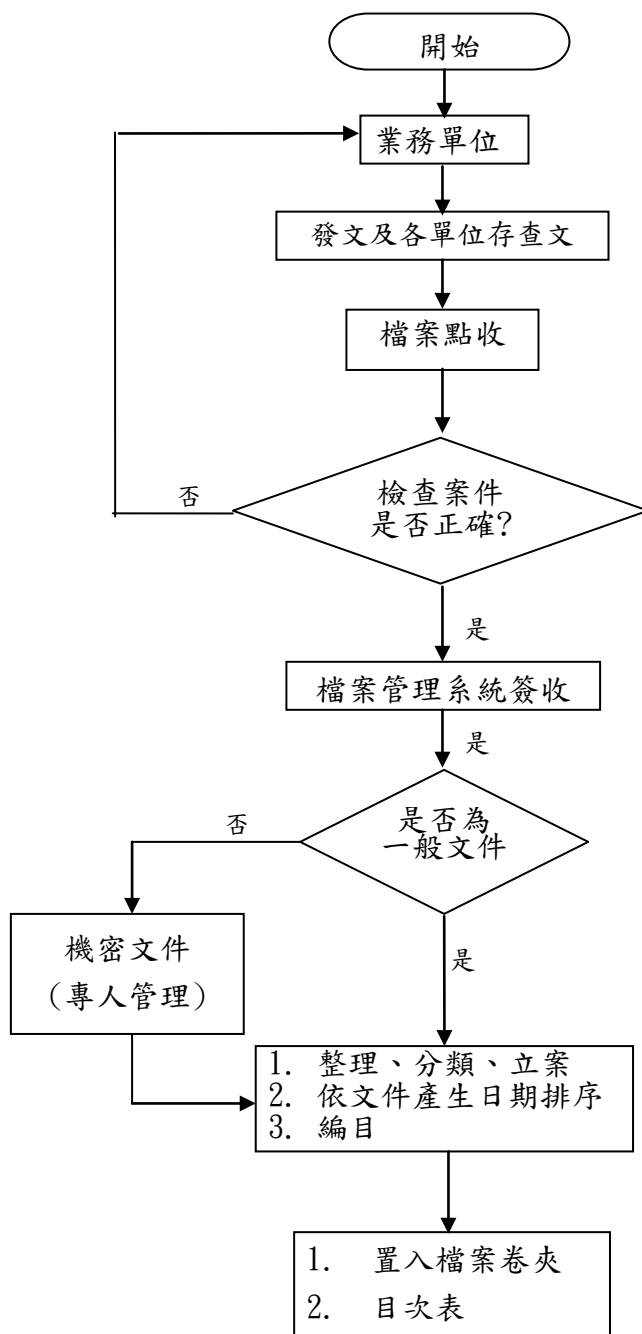 開始
業務單位
發文及各單位存查文
檔案點收
檢查案件
是否正確?
否
是
檔案管理系統簽收
是
是否為
一般文件
否
機密文件
(專人管理)
是
1. 整理、分類、立案
2. 依文件產生日期排序
3. 編目
1. 置入檔案卷夾
2. 目次表